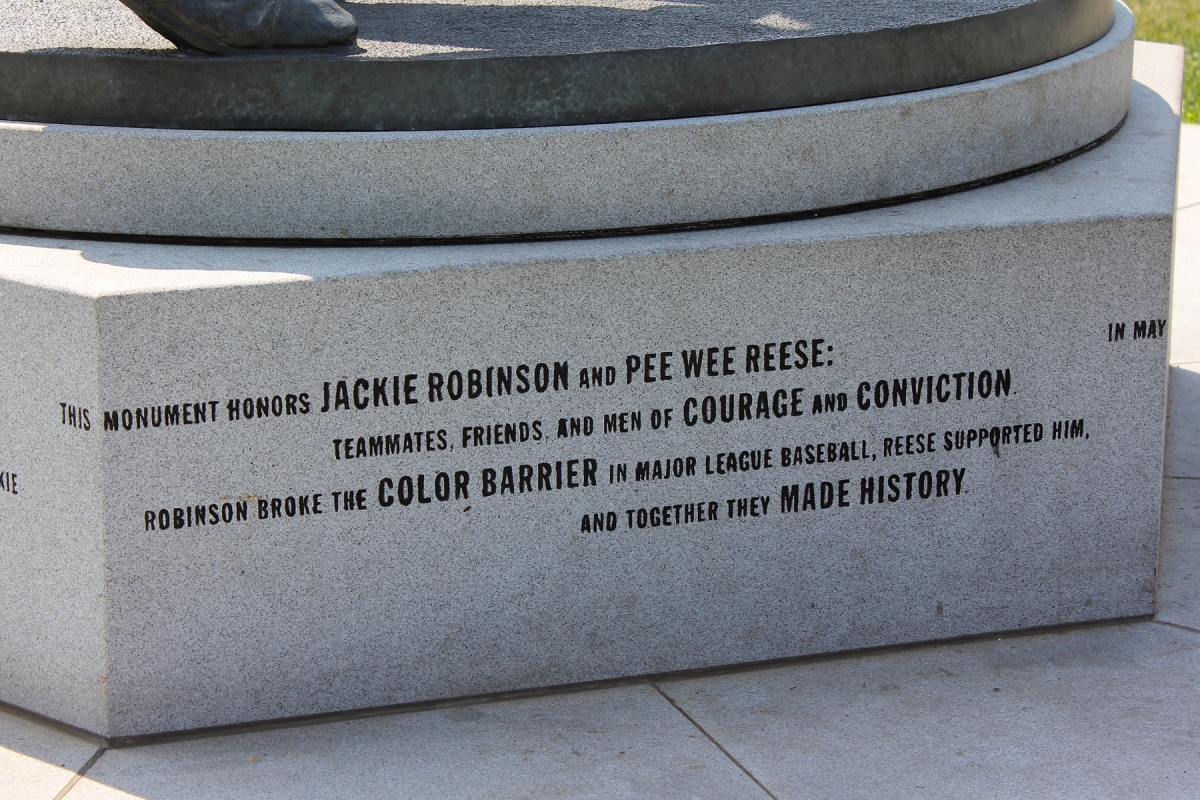 THIS MONUMENT HONORS JACKIE ROBINSON AND PEE WEE REESE:
TEAMMATES, FRIENDS, AND MEN OF COURAGE AND CONVICTION.
ROBINSON BROKE THE COLOR BARRIER IN MAJOR LEAGUE BASEBALL, REESE SUPPORTED HIM,
AND TOGETHER THEY MADE HISTORY.
IN MAY